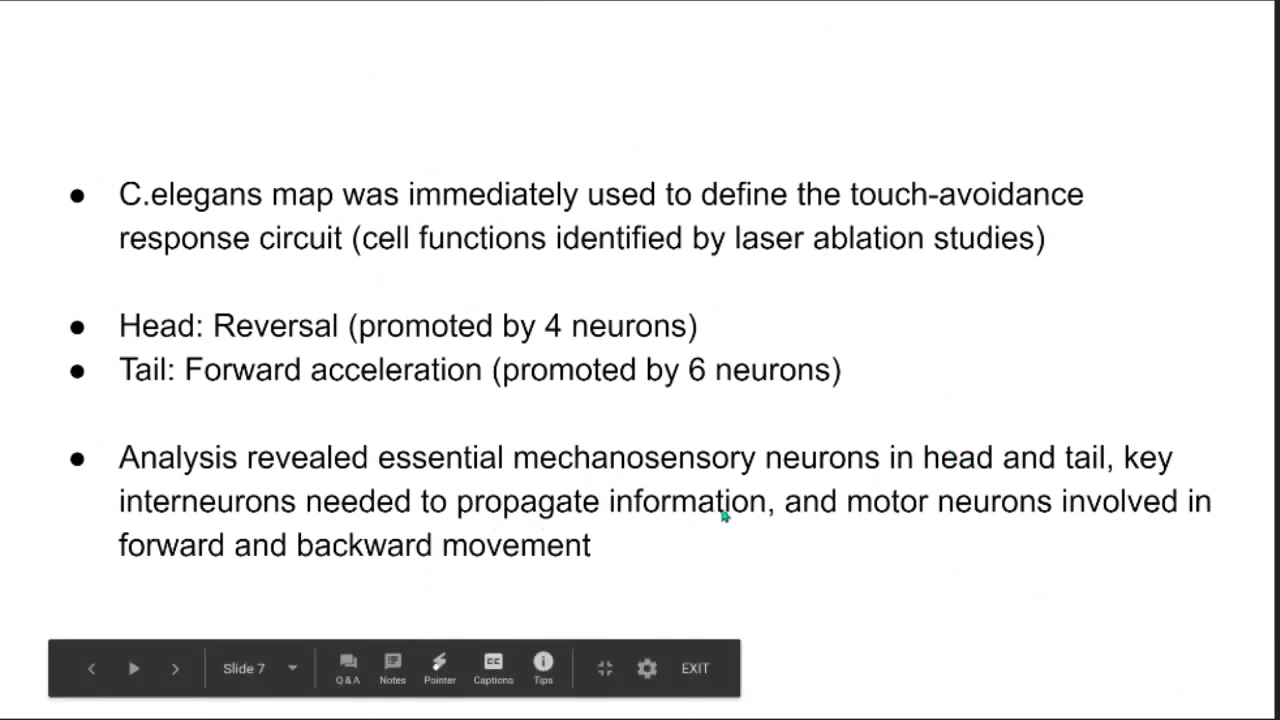 ● C.elegans map was immediately used to define the touch-avoidance
response circuit (cell functions identified by laser ablation studies)
● Head: Reversal (promoted by 4 neurons)
● Tail: Forward acceleration (promoted by 6 neurons)
● Analysis revealed essential mechanosensory neurons in head and tail, key
interneurons needed to propagate information, and motor neurons involved in
forward and backward movement
Slide 7
Q&A
Notes
Pointer
CC
Captions
Tips
EXIT